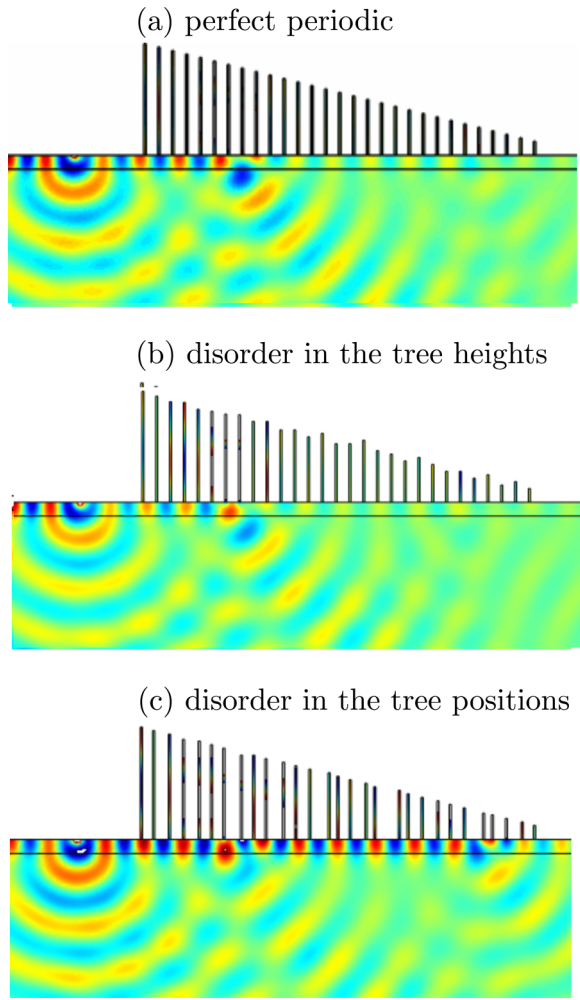 (a) perfect periodic
(b) disorder in the tree heights
(c) disorder in the tree positions